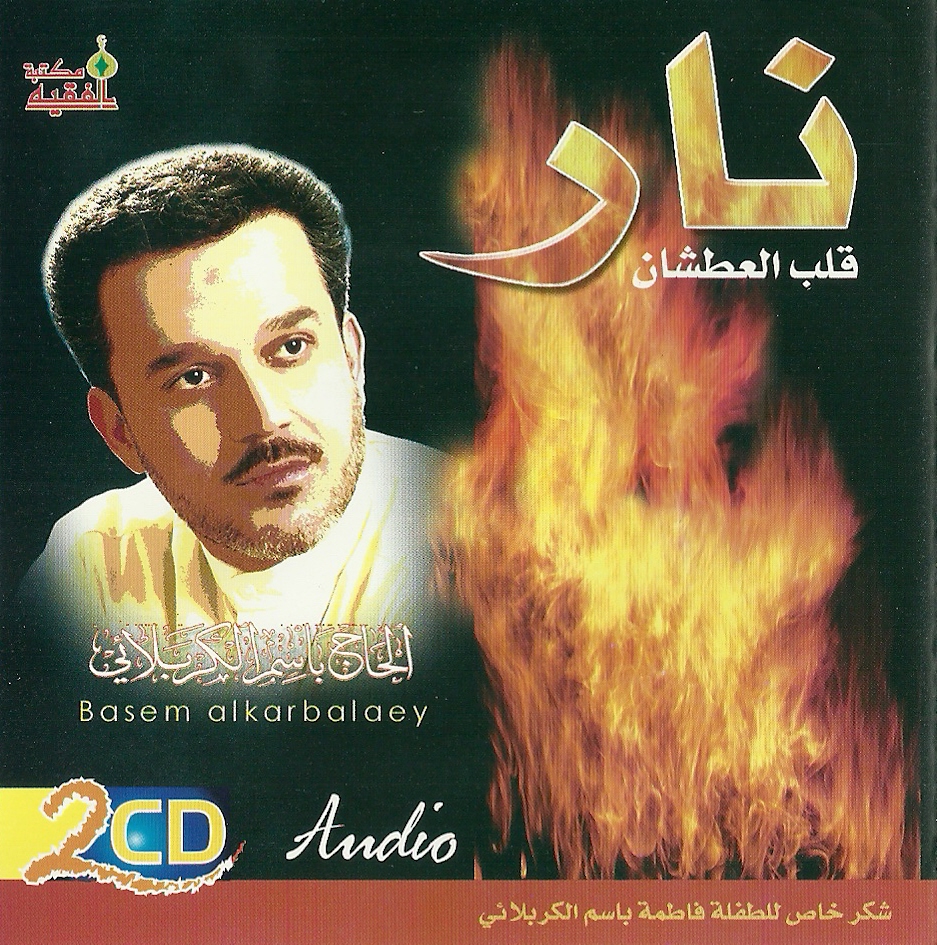 مكتبة
الفقيه
نار
قلب العطشان
الحاج باسم الكربلائي
Basem alkarbalaey
2CD
Audio
شكر خاص للطفلة فاطمة باسم الكربلائي